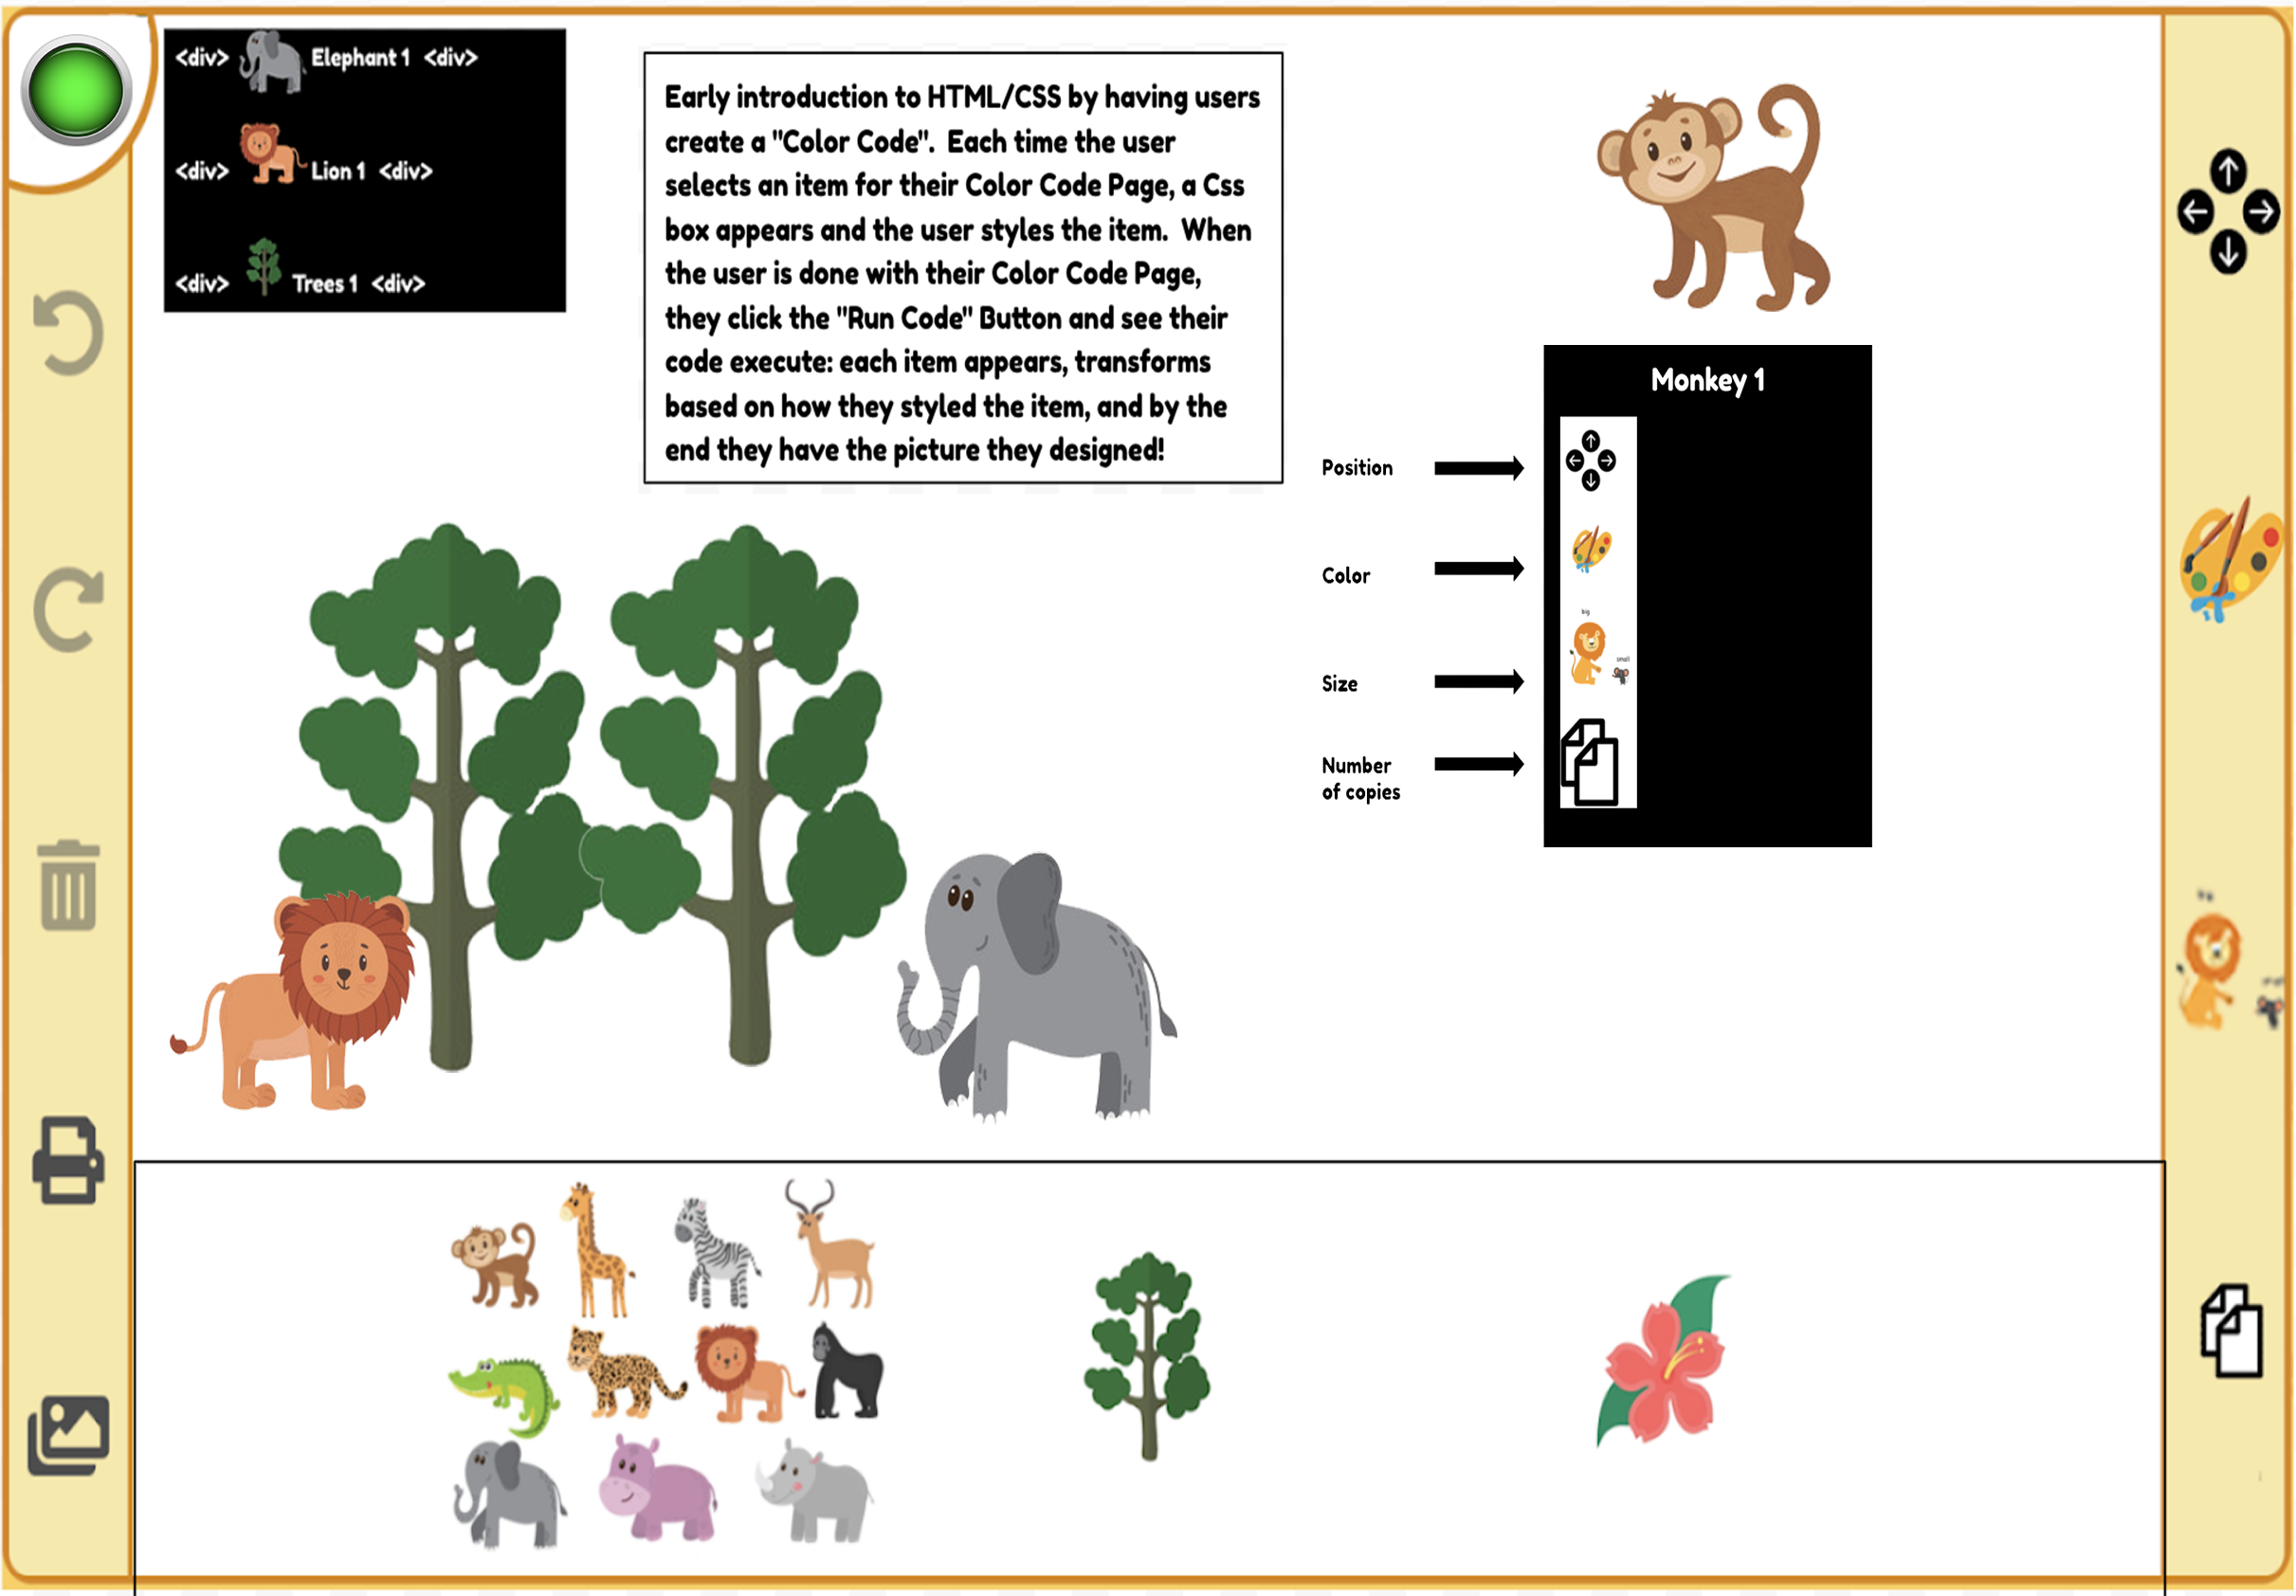 <div> Elephant 1 <div>
<div> Lion 1 <div>
<div> Trees 1 <div>
Early introduction to HTML/CSS by having users
create a "Color Code". Each time the user
selects an item for their Color Code Page, a Css
box appears and the user styles the item. When
the user is done with their Color Code Page,
they click the "Run Code" Button and see their
code execute: each item appears, transforms
based on how they styled the item, and by the
end they have the picture they designed!
Monkey 1
Position
Color
big
small
Size
Number
of copies